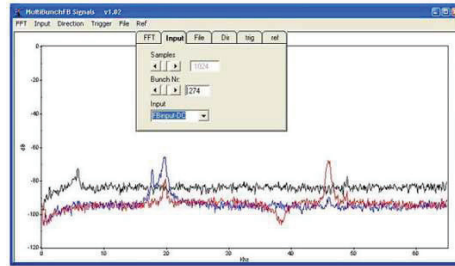 MultiBunchFB Signals v1.02
FFT Input Direction Trigger File Ref
FFT Input File Dir trig ref
Samples
1024
Bunch Nr.
274
Input
FBinput-DC
0
-20
-40
-60
-80
-100
-120
dB
0 10 20 30 40 50 60
khz